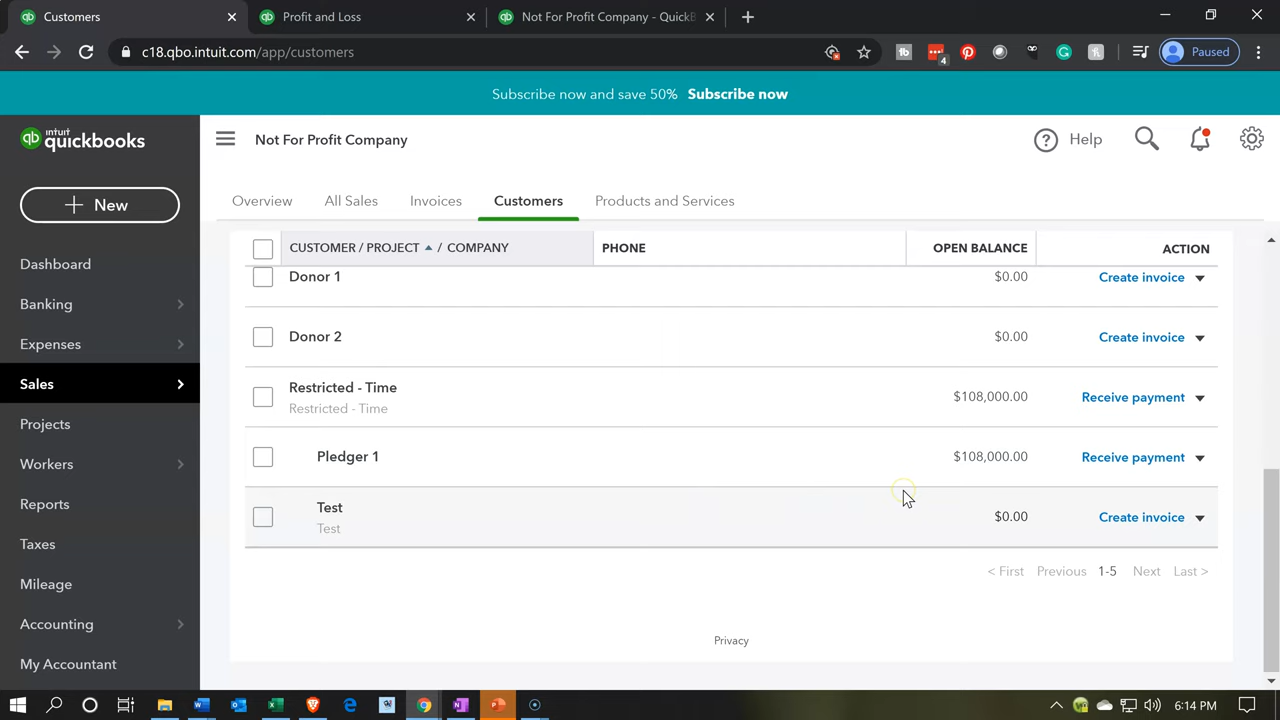 Customers
Profit and Loss
Not For Profit Company - QuickB
c18.qbo.intuit.com/app/customers
4
Paused
Subscribe now and save 50% Subscribe now
intuit quickbooks
Not For Profit Company
Help
New
Overview
All Sales
Invoices
Customers
Products and Services
Dashboard
Banking
Expenses
Sales
Projects
Workers
Reports
Taxes
Mileage
Accounting
My Accountant
CUSTOMER / PROJECT / COMPANY PHONE OPEN BALANCE ACTION
Donor 1 $0.00 Create invoice
Donor 2 $0.00 Create invoice
Restricted - Time $108,000.00 Receive payment
Restricted - Time
Pledger 1 $108,000.00 Receive payment
Test $0.00 Create invoice
Test
< First Previous 1-5 Next Last >
Privacy
6:14 PM